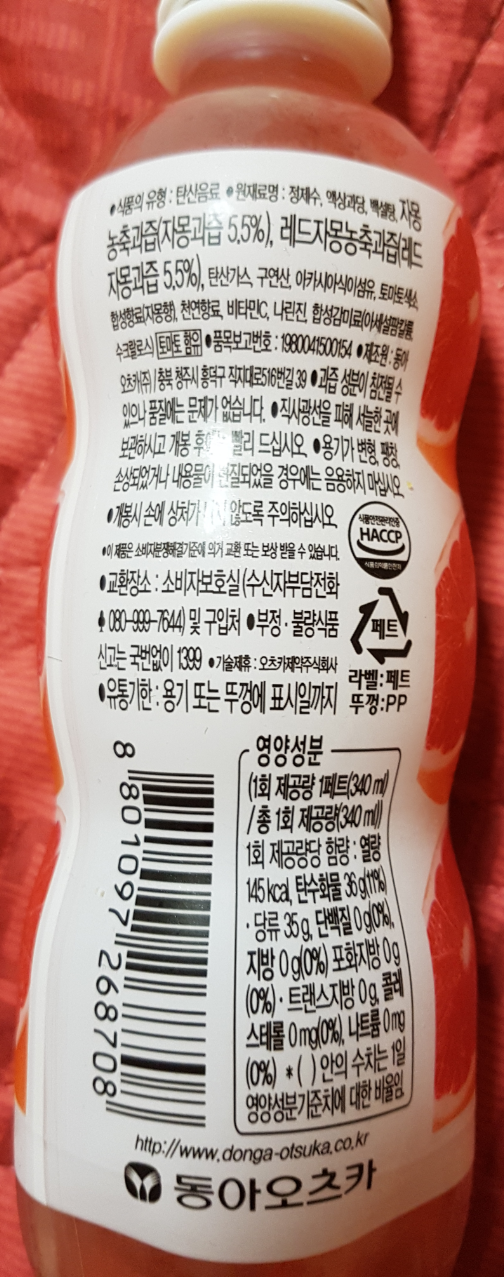 •식품의 유형 : 탄산음료 •원재료명 : 정제수, 액상과당, 백설탕, 자몽
농축과즙(자몽과즙 5.5%), 레드자몽농축과즙(레드
자몽과즙 5.5%), 탄산가스, 구연산, 아카시아식이섬유, 토마토색소,
합성향료(자몽향), 천연향료, 비타민C, 나린진, 합성감미료(아세설팜칼륨,
수크랄로스) 토마토 함유 •품목보고번호 : 1980041500154 •제조원 : 동아
오츠카(주) / 충북 청주시 흥덕구 직지대로516번길 39 •과즙 성분이 침전될 수
있으나 품질에는 문제가 없습니다. •직사광선을 피해 서늘한 곳에
보관하시고 개봉 빨리 드십시오. •용기가 변형, 팽창,
손상되었거나 내용물이 변질되었을 경우에는 음용하지 마십시오.
•개봉시 손에 상처가 않도록 주의하십시오.
•이 제품은 소비자분쟁해결기준에 의거 교환 또는 보상 받을 수 있습니다.
•교환장소 : 소비자보호실 (수신자부담전화
080-999-7644) 및 구입처 •부정·불량식품
신고는 국번없이 1399 •기술제휴 : 오츠카제약주식회사
•유통기한 : 용기 또는 뚜껑에 표시일까지
식품안전관리인증
HACCP
식품의약품안전처
페트
라벨:페트
뚜껑:PP
영양성분
(1회 제공량 1페트(340 ml)
/ 총 1회 제공량(340 ml))
1회 제공량당 함량 : 열량
145 kcal, 탄수화물 36 g(11%)
· 당류 35 g, 단백질 0 g(0%),
지방 0 g(0%) 포화지방 0 g
(0%) · 트랜스지방 0 g, 콜레
스테롤 0 mg(0%), 나트륨 0 mg
(0%) *( ) 안의 수치는 1일
영양성분기준치에 대한 비율임.
8 801097 268708
http://www.donga-otsuka.co.kr
동아오츠카